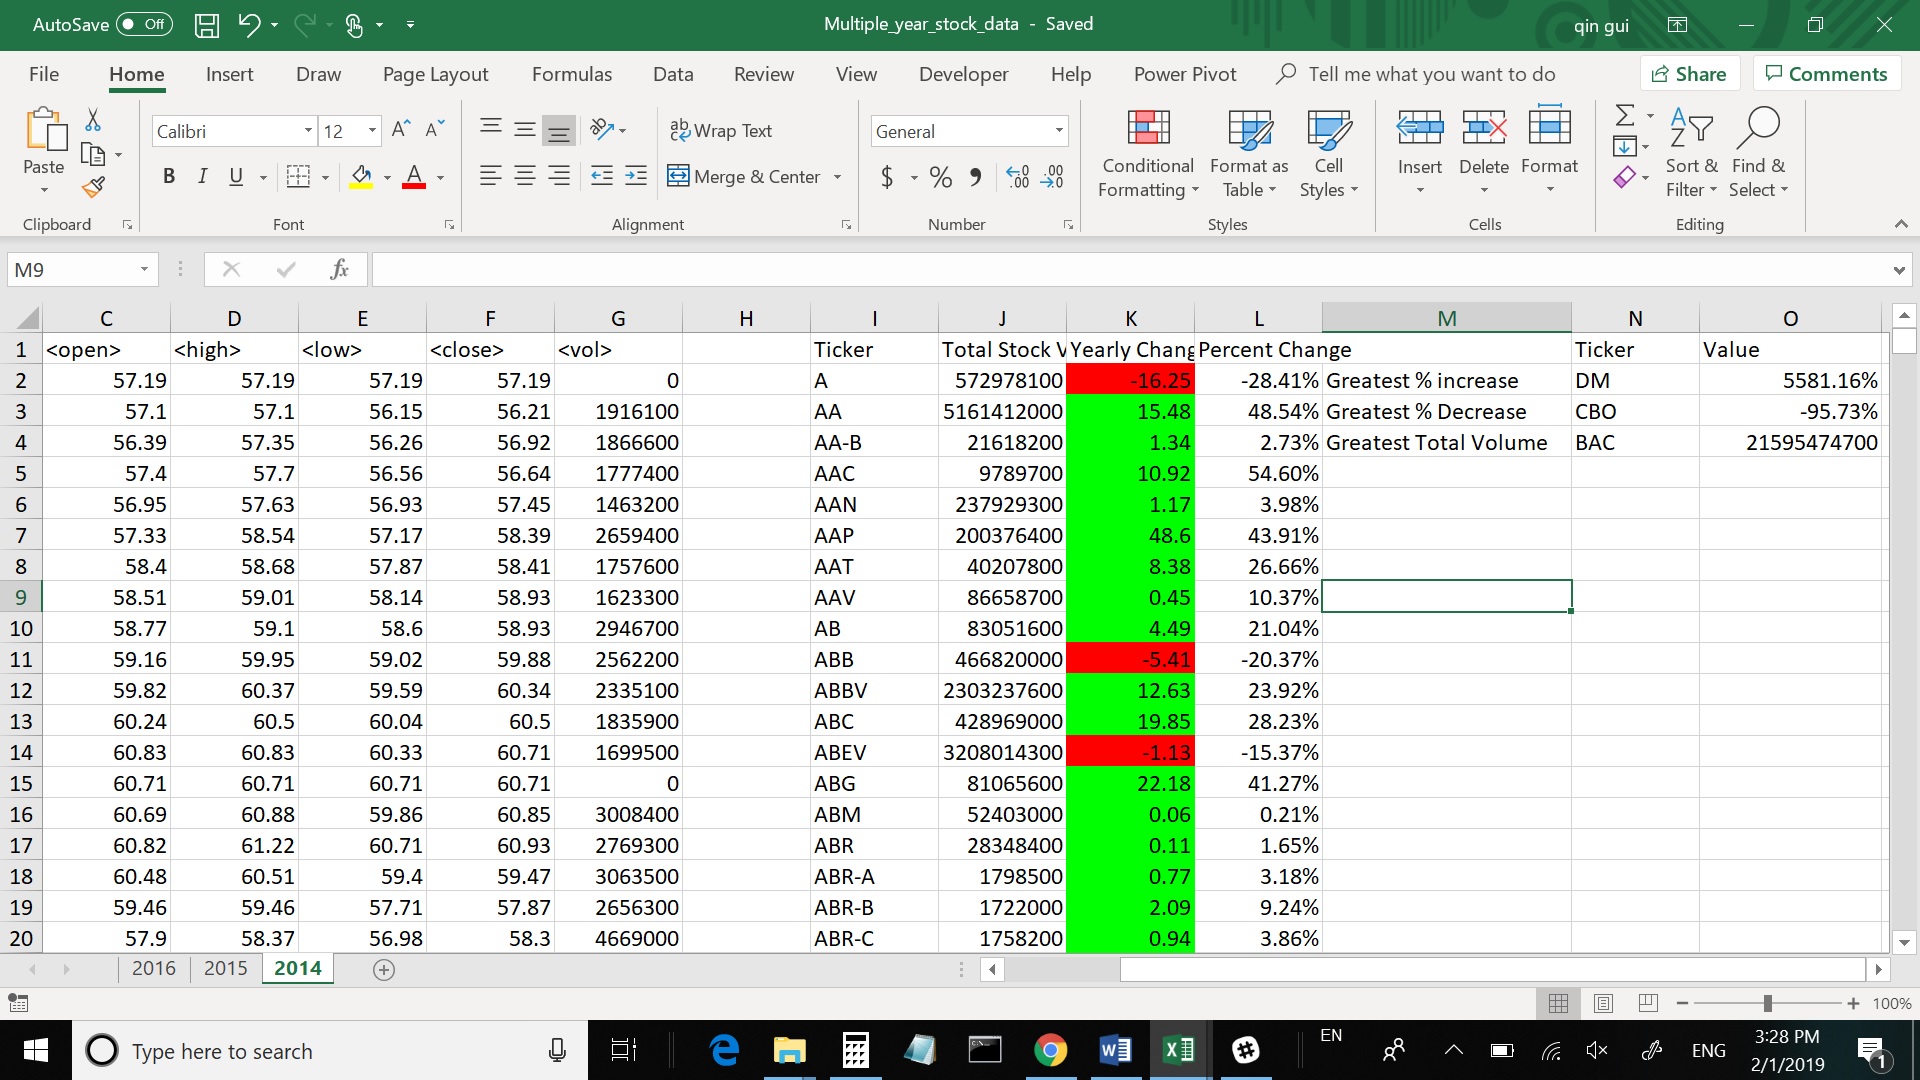 AutoSave Off Multiple_year_stock_data - Saved qin gui
File Home Insert Draw Page Layout Formulas Data Review View Developer Help Power Pivot Tell me what you want to do Share Comments
Calibri 12 Wrap Text General
Paste B I U A Merge & Center $ % Conditional Formatting Format as Table Cell Styles Insert Delete Format Sort & Filter Find & Select
Clipboard Font Alignment Number Styles Cells Editing
M9 fx
C D E F G H I J K L M N O
1 <open> <high> <low> <close> <vol> Ticker Total Stock V Yearly Chang Percent Change Ticker Value
2 57.19 57.19 57.19 57.19 0 A 572978100 -16.25 -28.41% Greatest % increase DM 5581.16%
3 57.1 57.1 56.15 56.21 1916100 AA 5161412000 15.48 48.54% Greatest % Decrease CBO -95.73%
4 56.39 57.35 56.26 56.92 1866600 AA-B 21618200 1.34 2.73% Greatest Total Volume BAC 21595474700
5 57.4 57.7 56.56 56.64 1777400 AAC 9789700 10.92 54.60%
6 56.95 57.63 56.93 57.45 1463200 AAN 237929300 1.17 3.98%
7 57.33 58.54 57.17 58.39 2659400 AAP 200376400 48.6 43.91%
8 58.4 58.68 57.87 58.41 1757600 AAT 40207800 8.38 26.66%
9 58.51 59.01 58.14 58.93 1623300 AAV 86658700 0.45 10.37%
10 58.77 59.1 58.6 58.93 2946700 AB 83051600 4.49 21.04%
11 59.16 59.95 59.02 59.88 2562200 ABB 466820000 -5.41 -20.37%
12 59.82 60.37 59.59 60.34 2335100 ABBV 2303237600 12.63 23.92%
13 60.24 60.5 60.04 60.5 1835900 ABC 428969000 19.85 28.23%
14 60.83 60.83 60.33 60.71 1699500 ABEV 3208014300 -1.13 -15.37%
15 60.71 60.71 60.71 60.71 0 ABG 81065600 22.18 41.27%
16 60.69 60.88 59.86 60.85 3008400 ABM 52403000 0.06 0.21%
17 60.82 61.22 60.71 60.93 2769300 ABR 28348400 0.11 1.65%
18 60.48 60.51 59.4 59.47 3063500 ABR-A 1798500 0.77 3.18%
19 59.46 59.46 57.71 57.87 2656300 ABR-B 1722000 2.09 9.24%
20 57.9 58.37 56.98 58.3 4669000 ABR-C 1758200 0.94 3.86%
2016 2015 2014
100%
Type here to search EN ENG 3:28 PM
2/1/2019 1